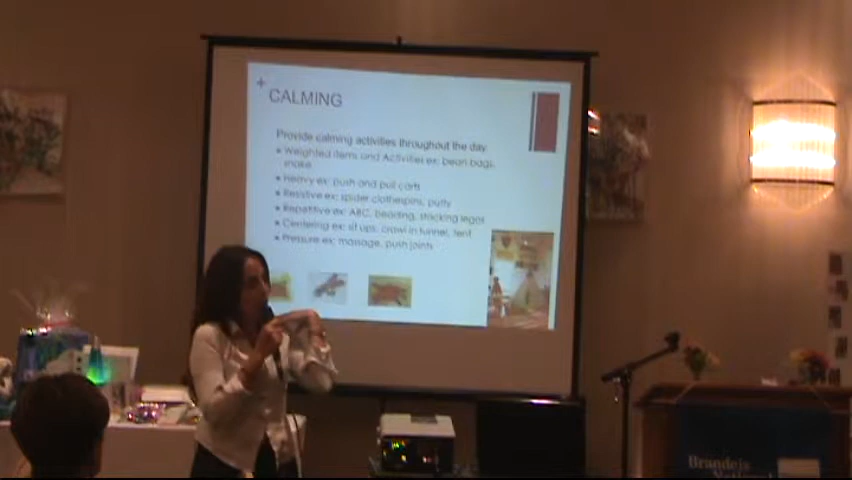 +
CALMING
Provide calming activities throughout the day
Weighted items and Activities ex: bean bags,
snake
Heavy ex: push and pull carts
Resistive ex: spider clothespins, putty
Repetitive ex: ABC, beading, stacking legos
Centering ex: sit ups, crawl in tunnel, tent
Pressure ex: massage, push joints
Brandeis
National